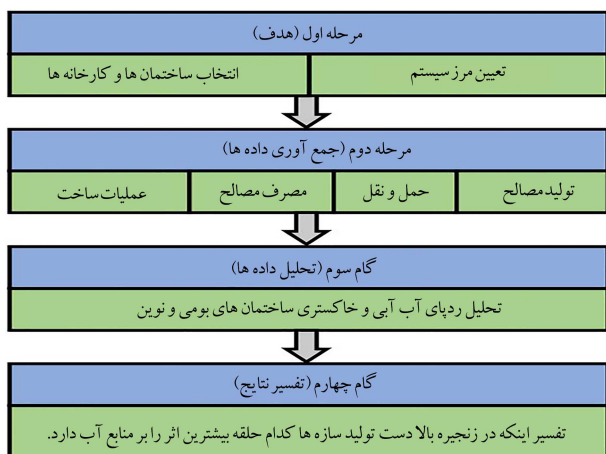 مرحله اول (هدف)
تعیین مرز سیستم
انتخاب ساختمان ها و کارخانه ها
مرحله دوم (جمع آوری داده ها)
تولید مصالح
حمل و نقل
مصرف مصالح
عملیات ساخت
گام سوم (تحلیل داده ها)
تحلیل ردپای آب آبی و خاکستری ساختمان های بومی و نوین
گام چهارم (تفسیر نتایج)
تفسیر اینکه در زنجیره بالا دست تولید سازه ها کدام حلقه بیشترین اثر را بر منابع آب دارد.